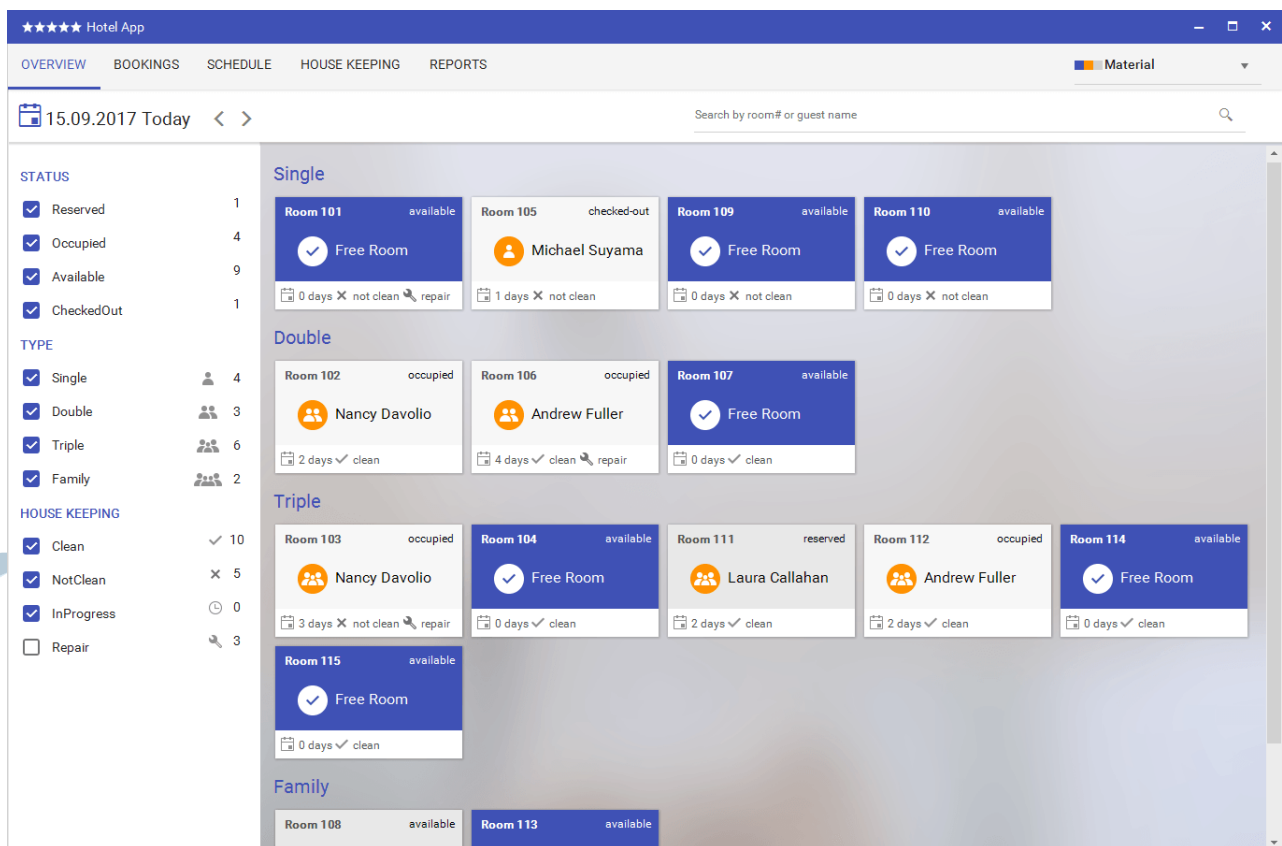 ★★★★★ Hotel App
OVERVIEW BOOKINGS SCHEDULE HOUSE KEEPING REPORTS Material
15.09.2017 Today Search by room# or guest name
STATUS
Reserved 1
Occupied 4
Available 9
CheckedOut 1
TYPE
Single 4
Double 3
Triple 6
Family 2
HOUSE KEEPING
Clean 10
NotClean 5
InProgress 0
Repair 3
Single
Room 101 available
Free Room
0 days not clean repair
Room 105 checked-out
Michael Suyama
1 days not clean
Room 109 available
Free Room
0 days not clean
Room 110 available
Free Room
0 days not clean
Double
Room 102 occupied
Nancy Davolio
2 days clean
Room 106 occupied
Andrew Fuller
4 days clean repair
Room 107 available
Free Room
0 days clean
Triple
Room 103 occupied
Nancy Davolio
3 days not clean repair
Room 104 available
Free Room
0 days clean
Room 111 reserved
Laura Callahan
2 days clean
Room 112 occupied
Andrew Fuller
2 days clean
Room 114 available
Free Room
0 days clean
Room 115 available
Free Room
0 days clean
Family
Room 108 available
Room 113 available